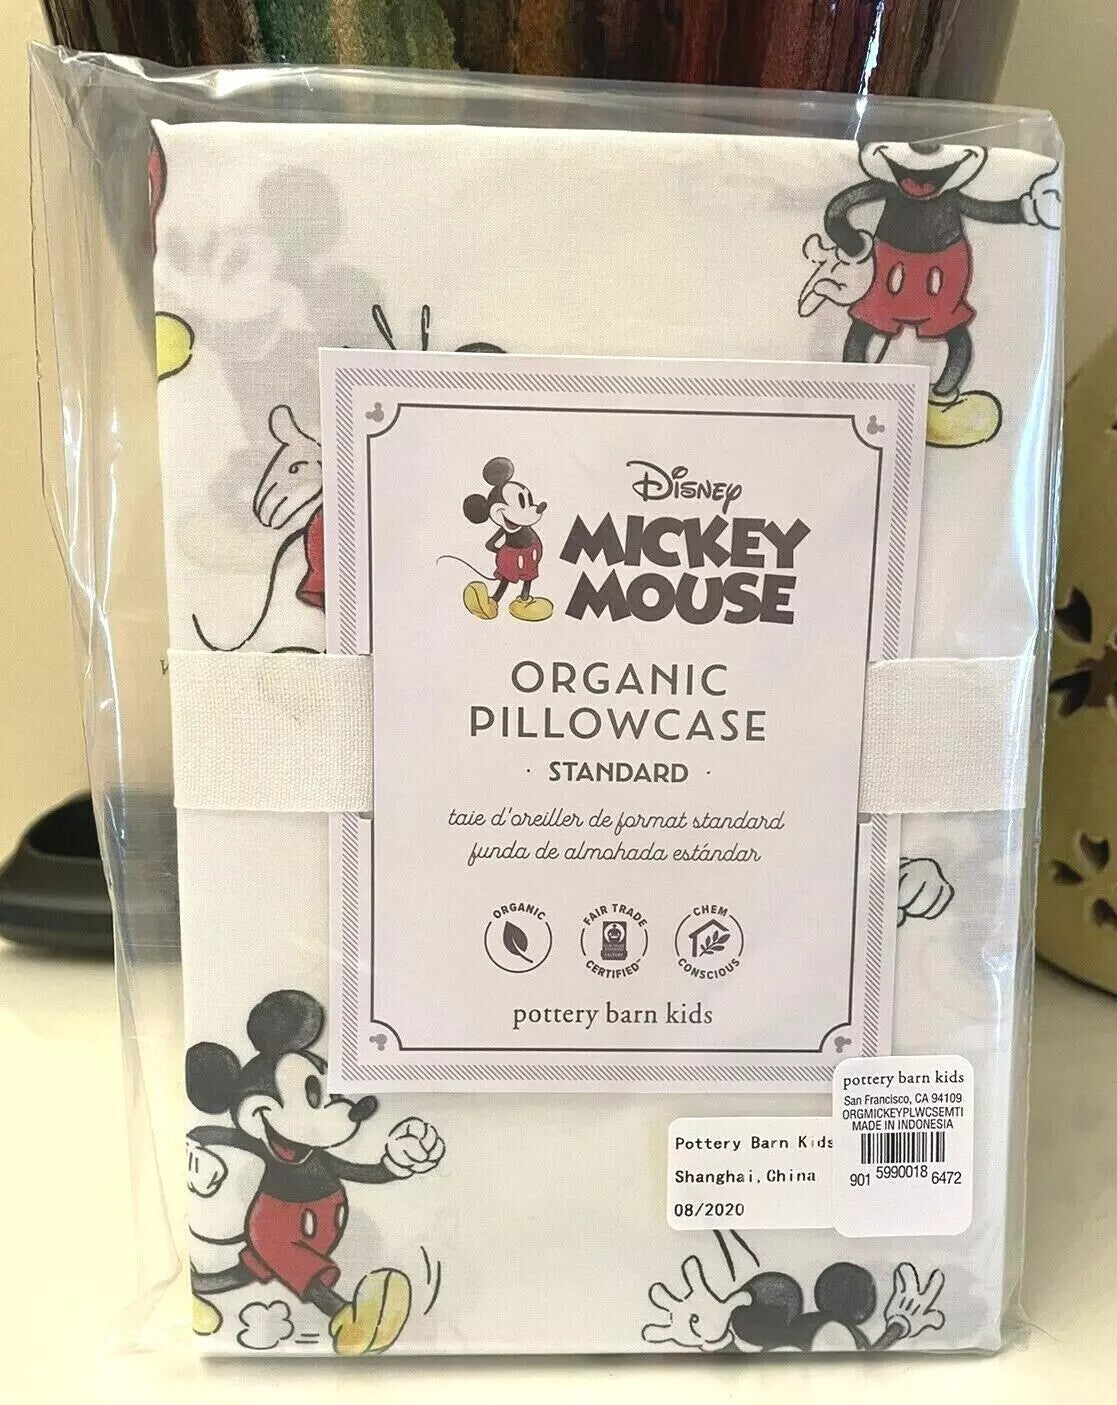 Disney
MICKEY
MOUSE
ORGANIC
PILLOWCASE
· STANDARD ·
taie d'oreiller de format standard
funda de almohada estándar
ORGANIC
FAIR TRADE
CERTIFIED™
CHEM
CONSCIOUS
pottery barn kids
pottery barn kids
San Francisco, CA 94109
ORGMICKEYPLWCSEMTI
MADE IN INDONESIA
901 5990018 6472
Pottery Barn Kids
Shanghai, China
08/2020